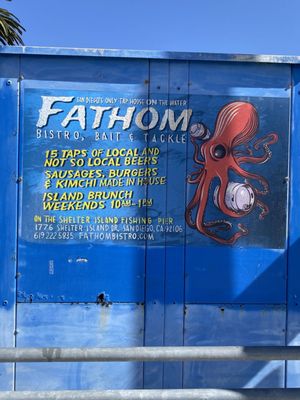 SAN DIEGO'S ONLY TAP HOUSE ON THE WATER
FATHOM
BISTRO, BAIT & TACKLE
15 TAPS OF LOCAL AND
NOT SO LOCAL BEERS
SAUSAGES, BURGERS
& KIMCHI MADE IN HOUSE
ISLAND BRUNCH
WEEKENDS 10AM-1PM
ON THE SHELTER ISLAND FISHING PIER
1776 SHELTER ISLAND DR. SAN DIEGO, CA 92106
619.222.5835 FATHOMBISTRO.COM